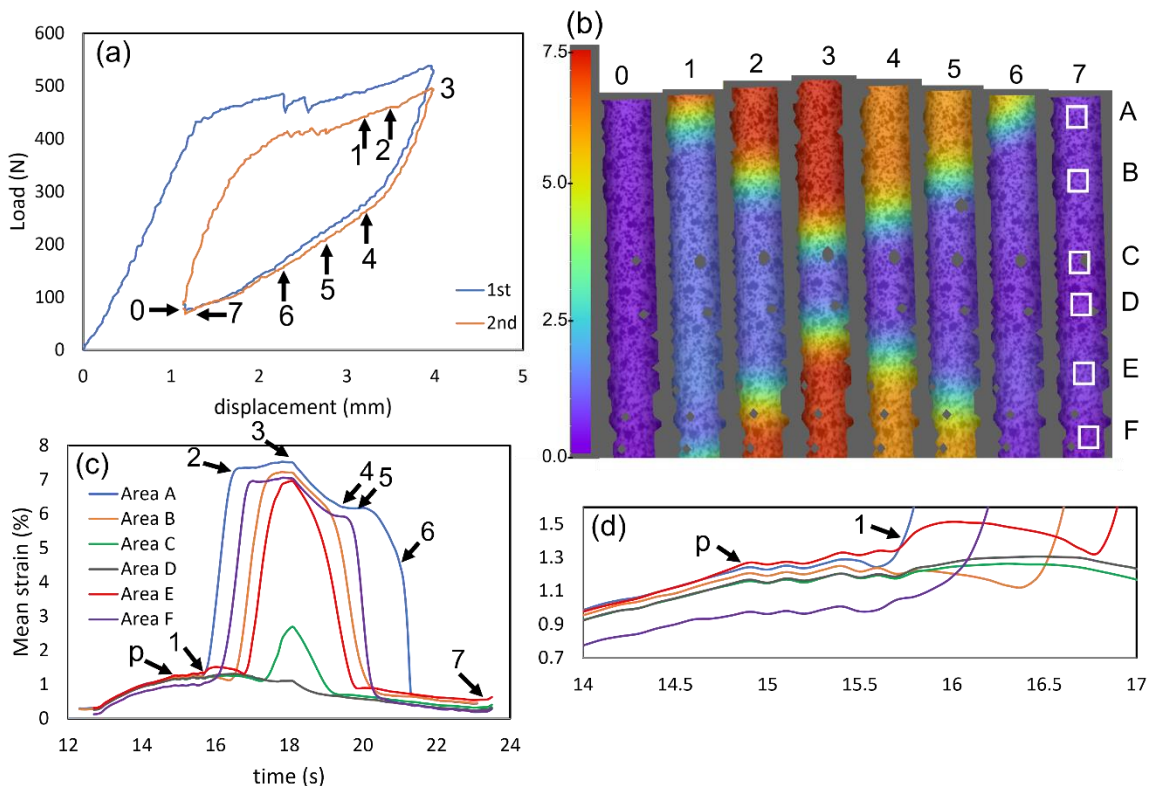 (a)
600
500
400
300
200
100
0
Load (N)
0 1 2 3 4 5
displacement (mm)
0
1
2
3
4
5
6
7
1st
2nd
(b)
7.5
5.0
2.5
0.0
0 1 2 3 4 5 6 7
A
B
C
D
E
F
(c)
8
7
6
5
4
3
2
1
0
Mean strain (%)
12 14 16 18 20 22 24
time (s)
Area A
Area B
Area C
Area D
Area E
Area F
p
1
2
3
4
5
6
7
(d)
1.5
1.3
1.1
0.9
0.7
14 14.5 15 15.5 16 16.5 17
p
1